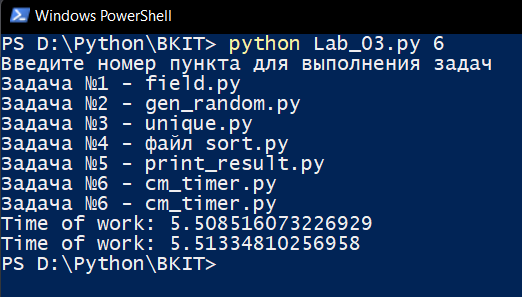 Windows PowerShell
PS D:\Python\BKIT> python Lab_03.py 6
Введите номер пункта для выполнения задач
Задача №1 - field.py
Задача №2 - gen_random.py
Задача №3 - unique.py
Задача №4 - файл sort.py
Задача №5 - print_result.py
Задача №6 - cm_timer.py
Задача №6 - cm_timer.py
Time of work: 5.508516073226929
Time of work: 5.51334810256958
PS D:\Python\BKIT>